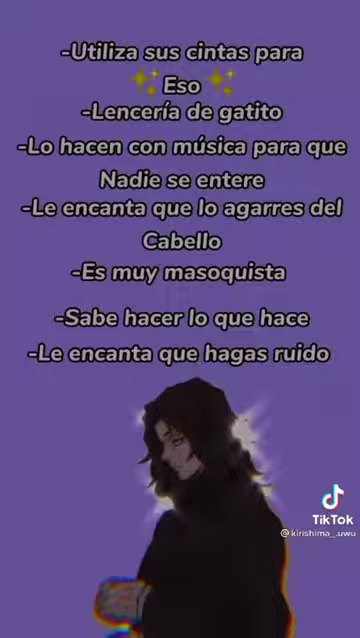 -Utiliza sus cintas para
✨Eso✨
-Lencería de gatito
-Lo hacen con música para que
Nadie se entere
-Le encanta que lo agarres del
Cabello
-Es muy masoquista
-Sabe hacer lo que hace
-Le encanta que hagas ruido
TikTok
@kirishima_.uwu